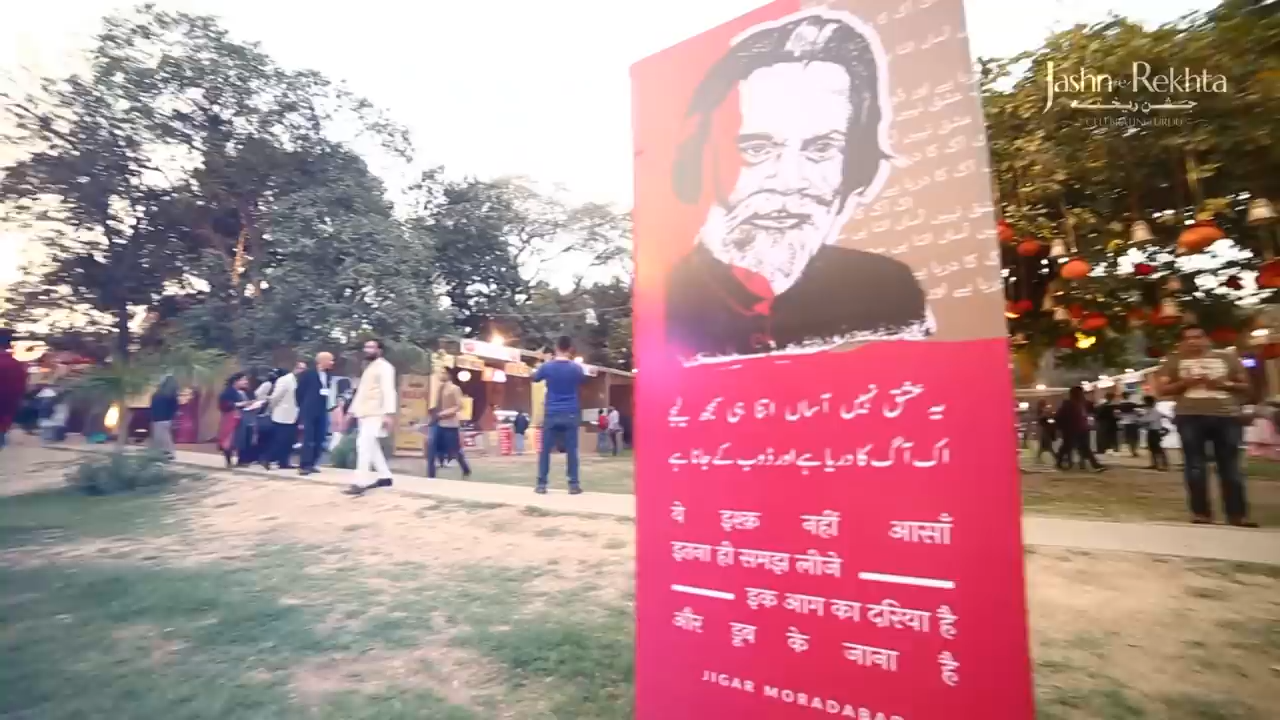 Jashn-e-Rekhta
جشنِ ریختہ
CELEBRATING URDU
یہ عشق نہیں آساں اتنا ہی سمجھ لیجے
اک آگ کا دریا ہے اور ڈوب کے جانا ہے
ये इश्क़ नहीं आसाँ
इतना ही समझ लीजे
इक आग का दरिया है
और डूब के जाना है
JIGAR MORADABAD